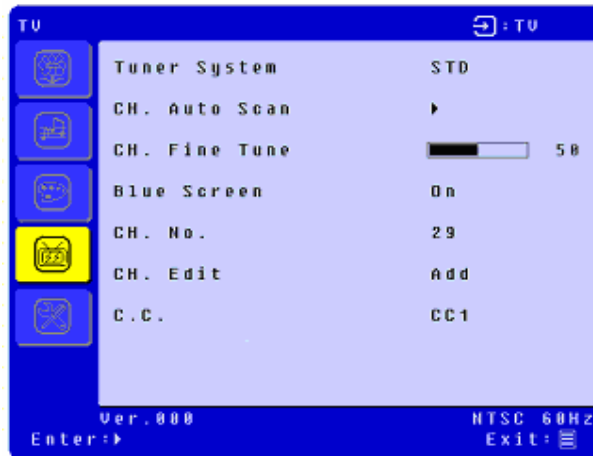 TV : TV
Tuner System STD
CH. Auto Scan
CH. Fine Tune 50
Blue Screen On
CH. No. 29
CH. Edit Add
C.C. CC1
Ver.000 NTSC 60Hz
Enter: Exit: